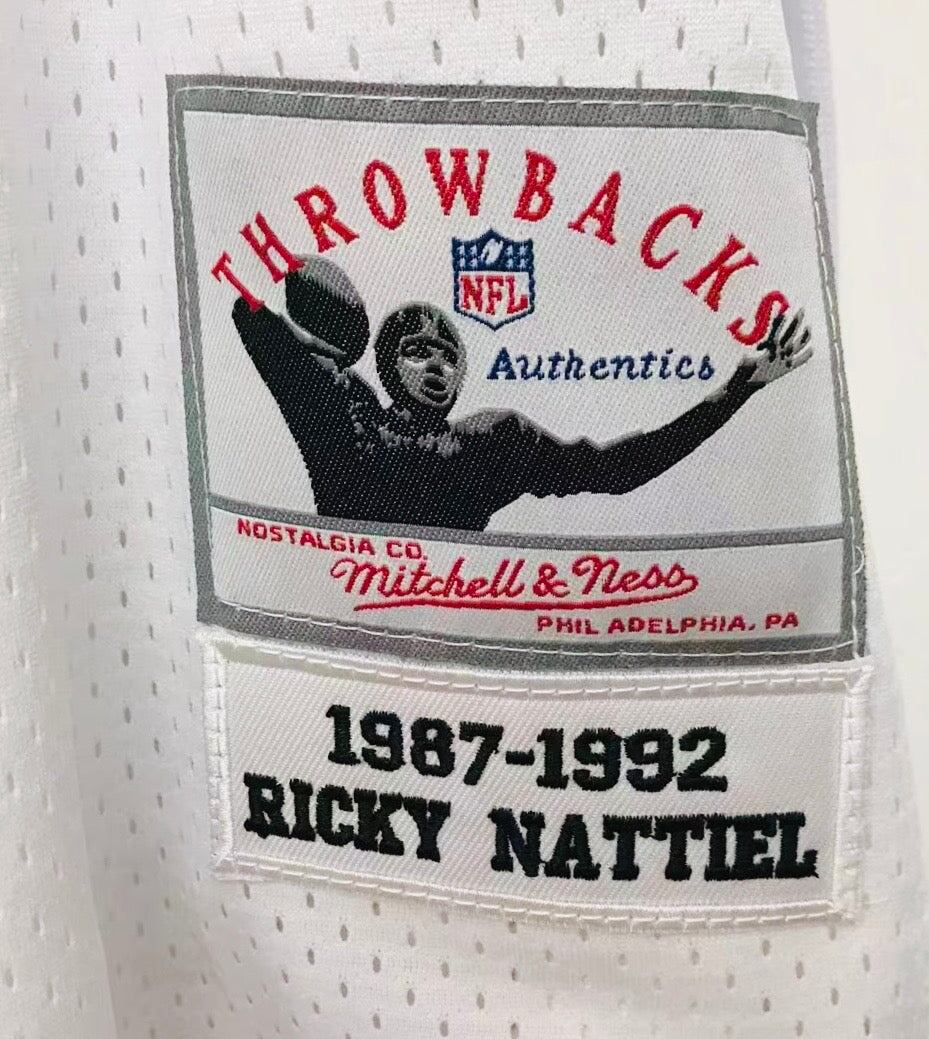 THROWBACKS
NFL
Authentics
NOSTALGIA CO.
Mitchell & Ness
PHILADELPHIA, PA
1987-1992
RICKY NATTIEL